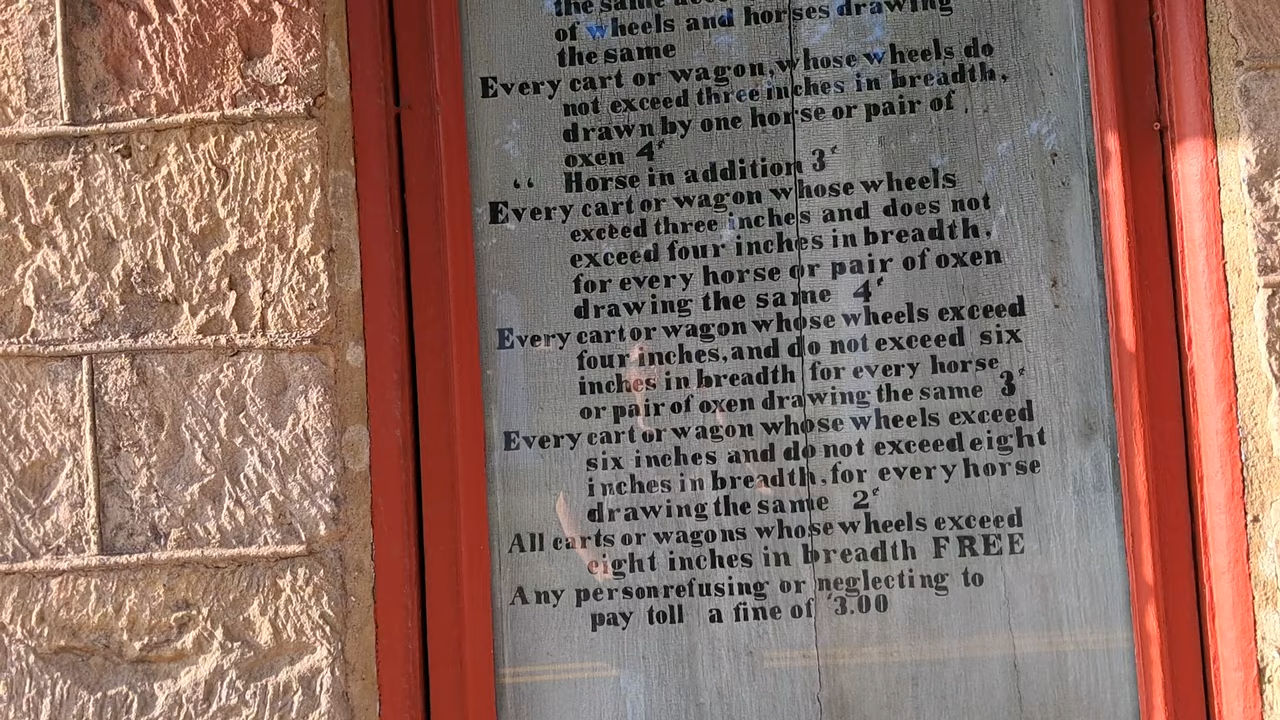 the same
of wheels and horses drawing
the same
Every cart or wagon, whose wheels do
not exceed three inches in breadth,
drawn by one horse or pair of
oxen 4¢
“ Horse in addition 3¢
Every cart or wagon whose wheels
exceed three inches and does not
exceed four inches in breadth,
for every horse or pair of oxen
drawing the same 4¢
Every cart or wagon whose wheels exceed
four inches, and do not exceed six
inches in breadth for every horse
or pair of oxen drawing the same 3¢
Every cart or wagon whose wheels exceed
six inches and do not exceed eight
inches in breadth, for every horse
drawing the same 2¢
All carts or wagons whose wheels exceed
eight inches in breadth FREE
Any person refusing or neglecting to
pay toll a fine of $3.00